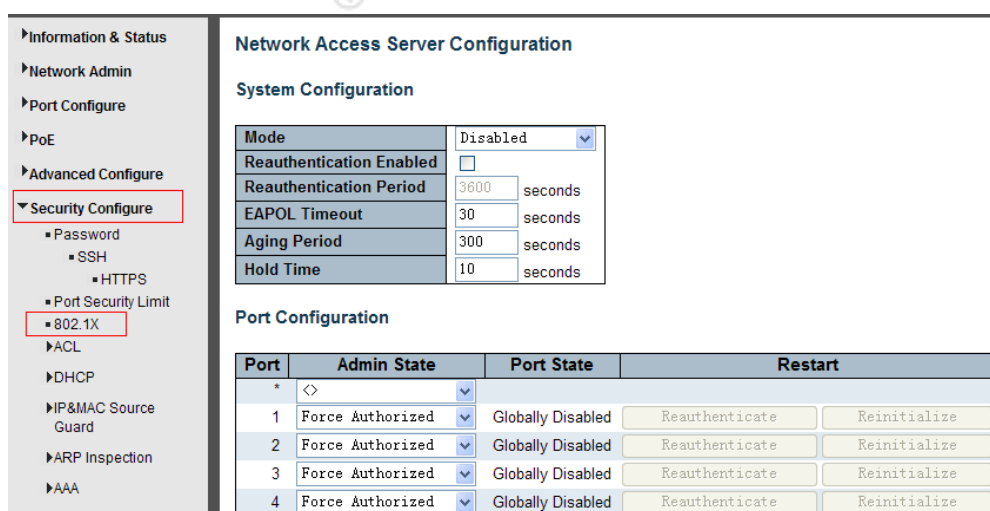 Information & Status
Network Admin
Port Configure
PoE
Advanced Configure
Security Configure
Password
SSH
HTTPS
Port Security Limit
802.1X
ACL
DHCP
IP&MAC Source
Guard
ARP Inspection
AAA
Network Access Server Configuration
System Configuration
Mode Disabled
Reauthentication Enabled
Reauthentication Period 3600 seconds
EAPOL Timeout 30 seconds
Aging Period 300 seconds
Hold Time 10 seconds
Port Configuration
Port Admin State Port State Restart
* <>
1 Force Authorized Globally Disabled Reauthenticate Reinitialize
2 Force Authorized Globally Disabled Reauthenticate Reinitialize
3 Force Authorized Globally Disabled Reauthenticate Reinitialize
4 Force Authorized Globally Disabled Reauthenticate Reinitialize